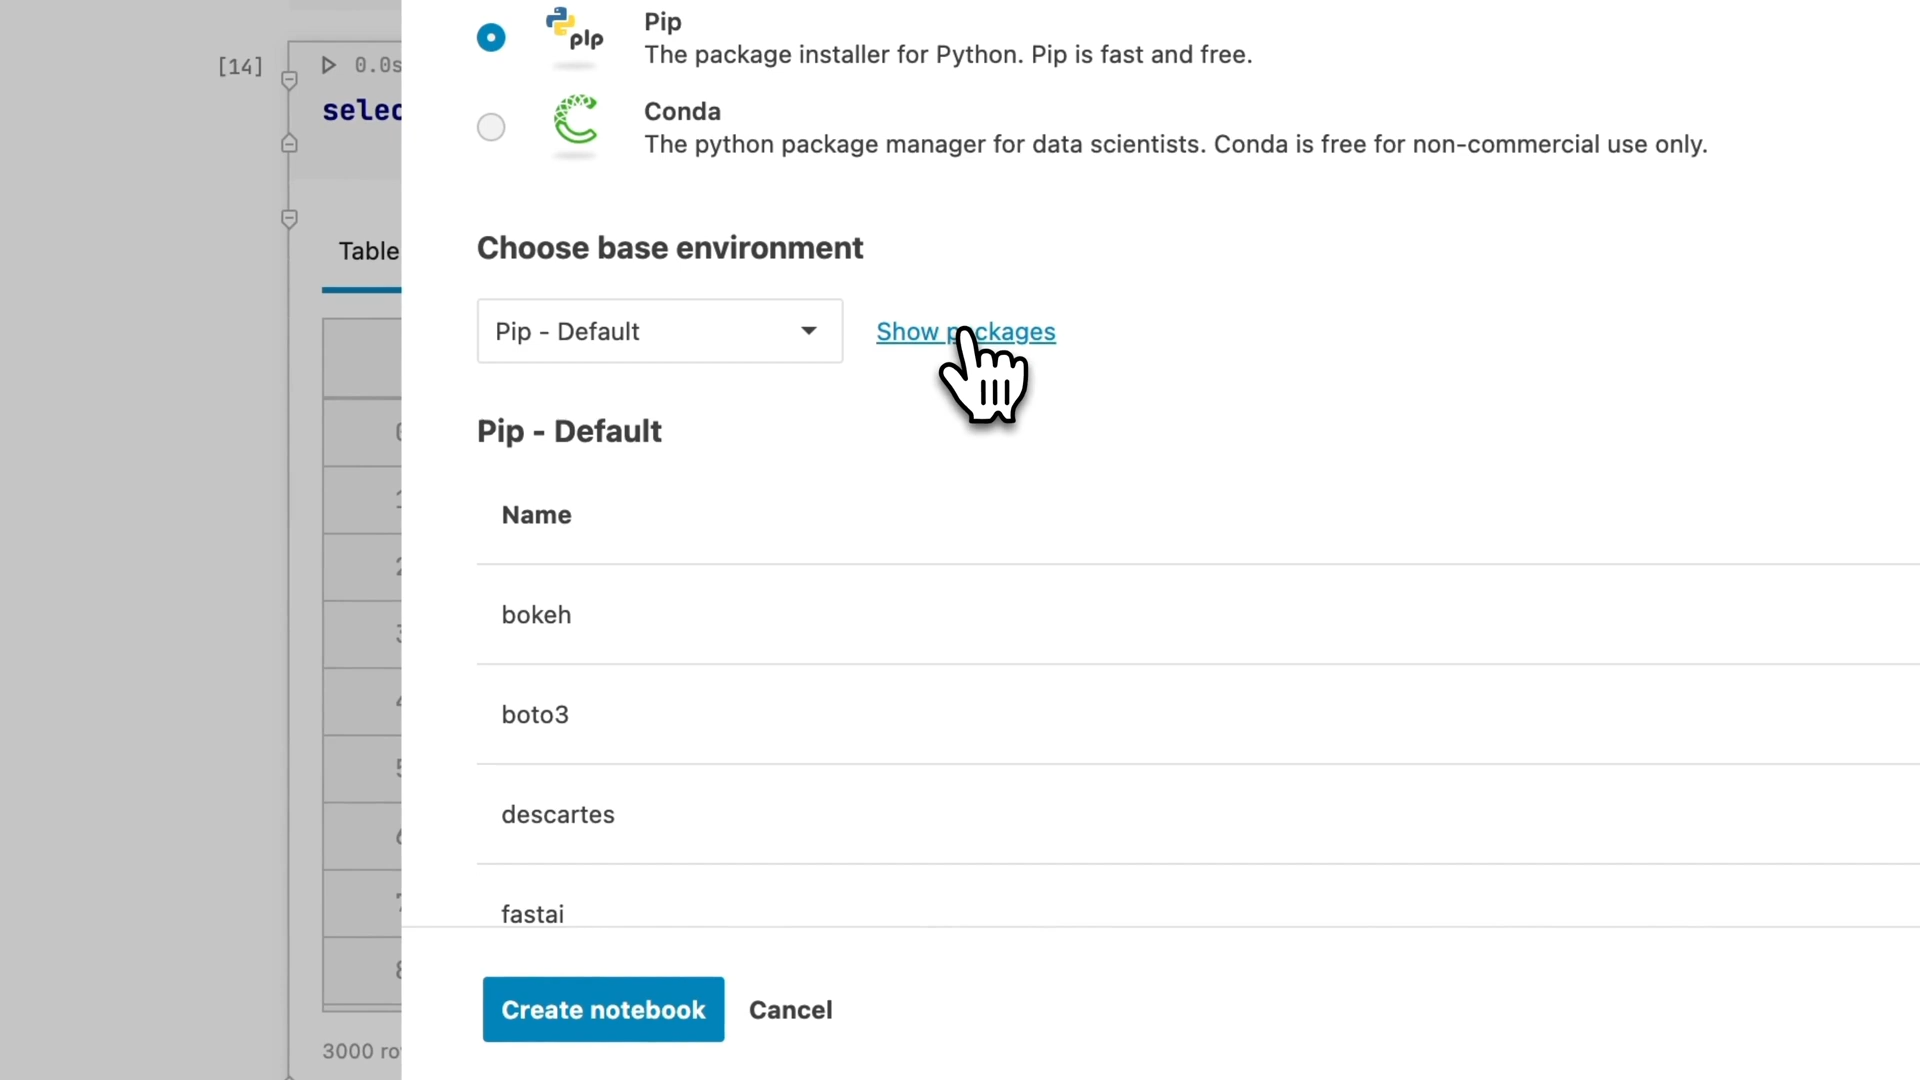 pip
Pip
The package installer for Python. Pip is fast and free.
[14]
0.0s
Conda
The python package manager for data scientists. Conda is free for non-commercial use only.
Choose base environment
Table
Pip - Default
Show packages
Pip - Default
Name
bokeh
boto3
descartes
fastai
Create notebook
Cancel
3000